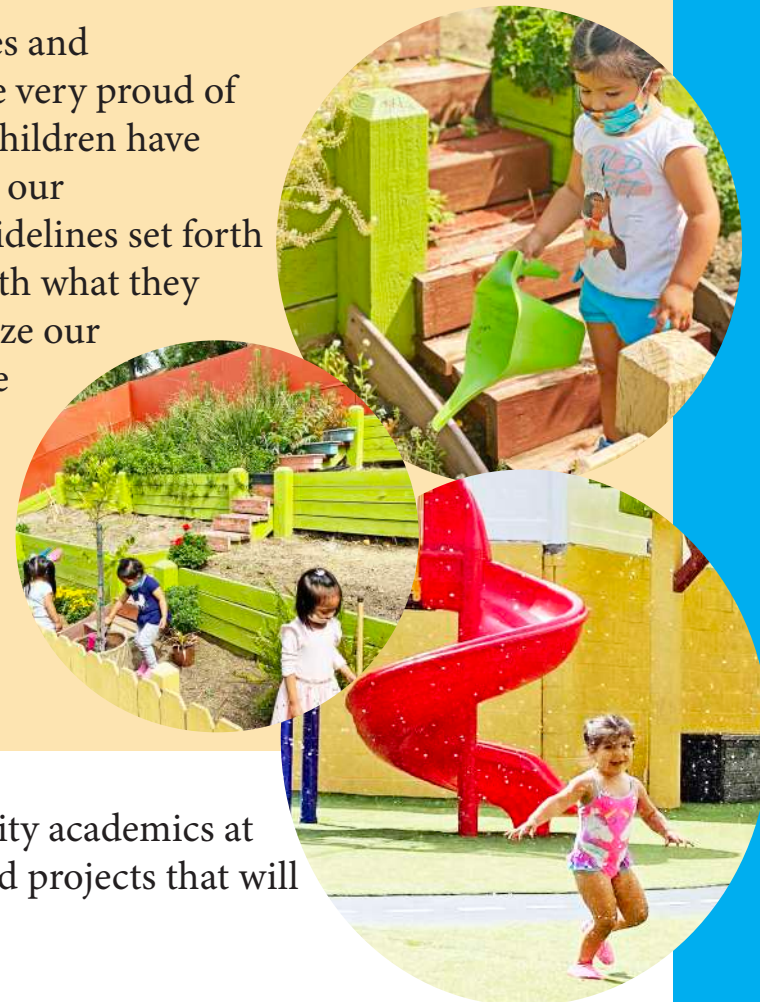 es and
e very proud of
children have
our
idelines set forth
th what they
ze our
e
ity academics at
d projects that will